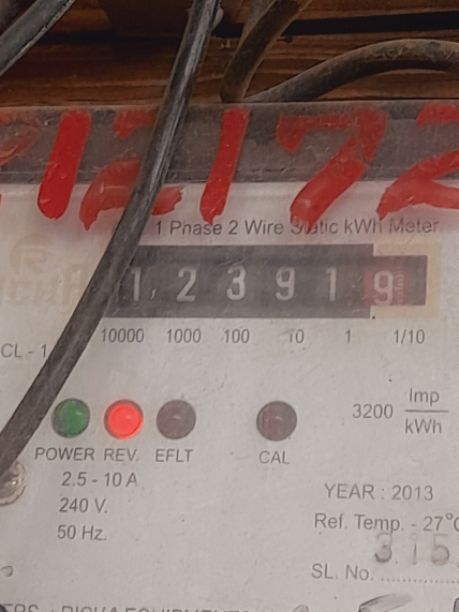 12172
1 Phase 2 Wire Static kWh Meter
1 2 3 9 1 9
10000 1000 100 10 1 1/10
CL - 1
3200 Imp
kWh
POWER REV. EFLT CAL
2.5 - 10 A
240 V.
50 Hz.
YEAR : 2013
Ref. Temp. - 27°C
315
SL. No.